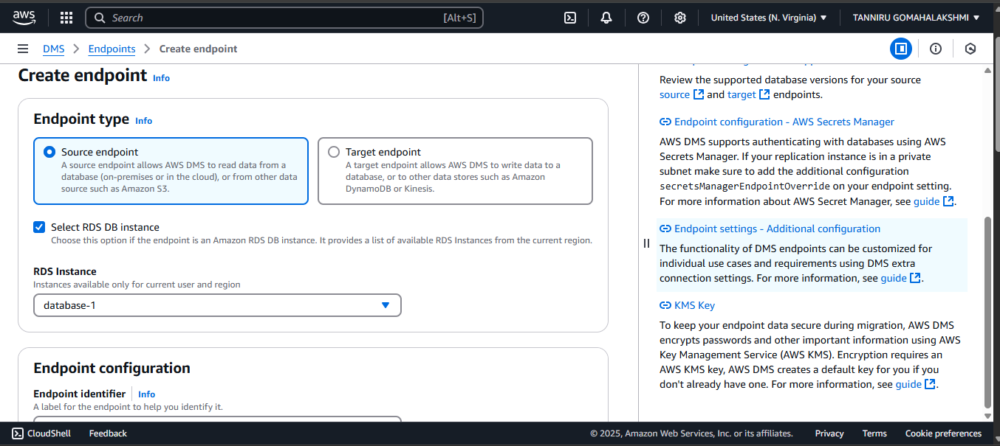 aws
Search
[Alt+S]
United States (N. Virginia)
TANNIRU GOMAHALAKSHMI
DMS
Endpoints
Create endpoint
Create endpoint Info
Endpoint type Info
Source endpoint
A source endpoint allows AWS DMS to read data from a
database (on-premises or in the cloud), or from other data
source such as Amazon S3.
Target endpoint
A target endpoint allows AWS DMS to write data to a
database, or to other data stores such as Amazon
DynamoDB or Kinesis.
Select RDS DB instance
Choose this option if the endpoint is an Amazon RDS DB instance. It provides a list of available RDS Instances from the current region.
RDS Instance
Instances available only for current user and region
database-1
Endpoint configuration
Endpoint identifier Info
A label for the endpoint to help you identify it.
Review the supported database versions for your source
source and target endpoints.
Endpoint configuration - AWS Secrets Manager
AWS DMS supports authenticating with databases using AWS
Secrets Manager. If your replication instance is in a private
subnet make sure to add the additional configuration
secretsManagerEndpointOverride on your endpoint setting.
For more information about AWS Secret Manager, see guide.
Endpoint settings - Additional configuration
The functionality of DMS endpoints can be customized for
individual use cases and requirements using DMS extra
connection settings. For more information, see guide.
KMS Key
To keep your endpoint data secure during migration, AWS DMS
encrypts passwords and other important information using AWS
Key Management Service (AWS KMS). Encryption requires an
AWS KMS key, AWS DMS creates a default key for you if you
don't already have one. For more information, see guide.
CloudShell
Feedback
© 2025, Amazon Web Services, Inc. or its affiliates.
Privacy
Terms
Cookie preferences